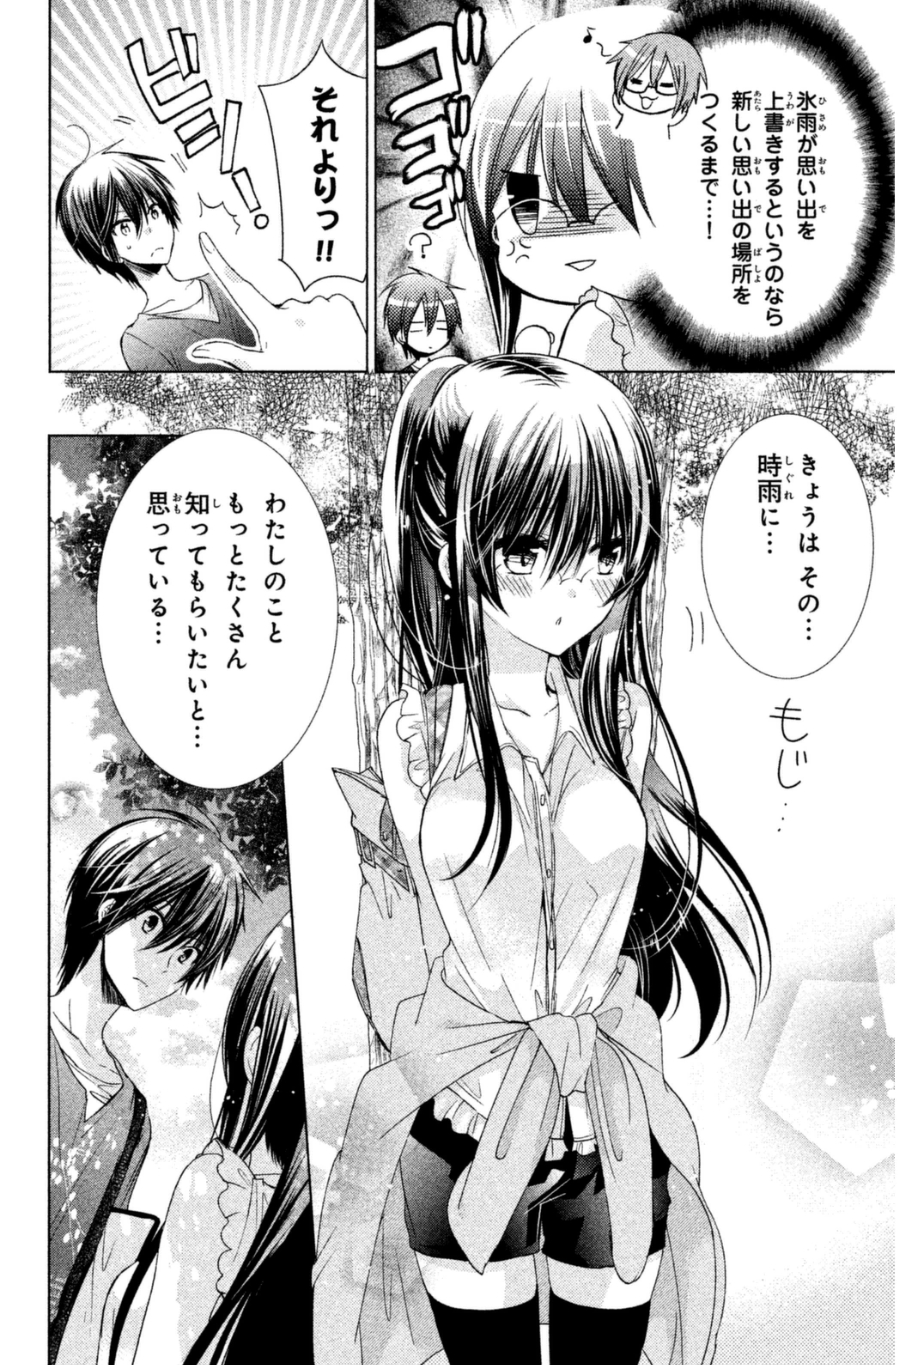 氷雨が思い出を
上書きするというのなら
新しい思い出の場所を
つくるまで…！
ゴゴゴゴ
♪
？
それよりっ!!
ビシ!!
きょうは その…
時雨に…
もじ…
わたしのこと
もっとたくさん
知ってもらいたいと…
思っている…